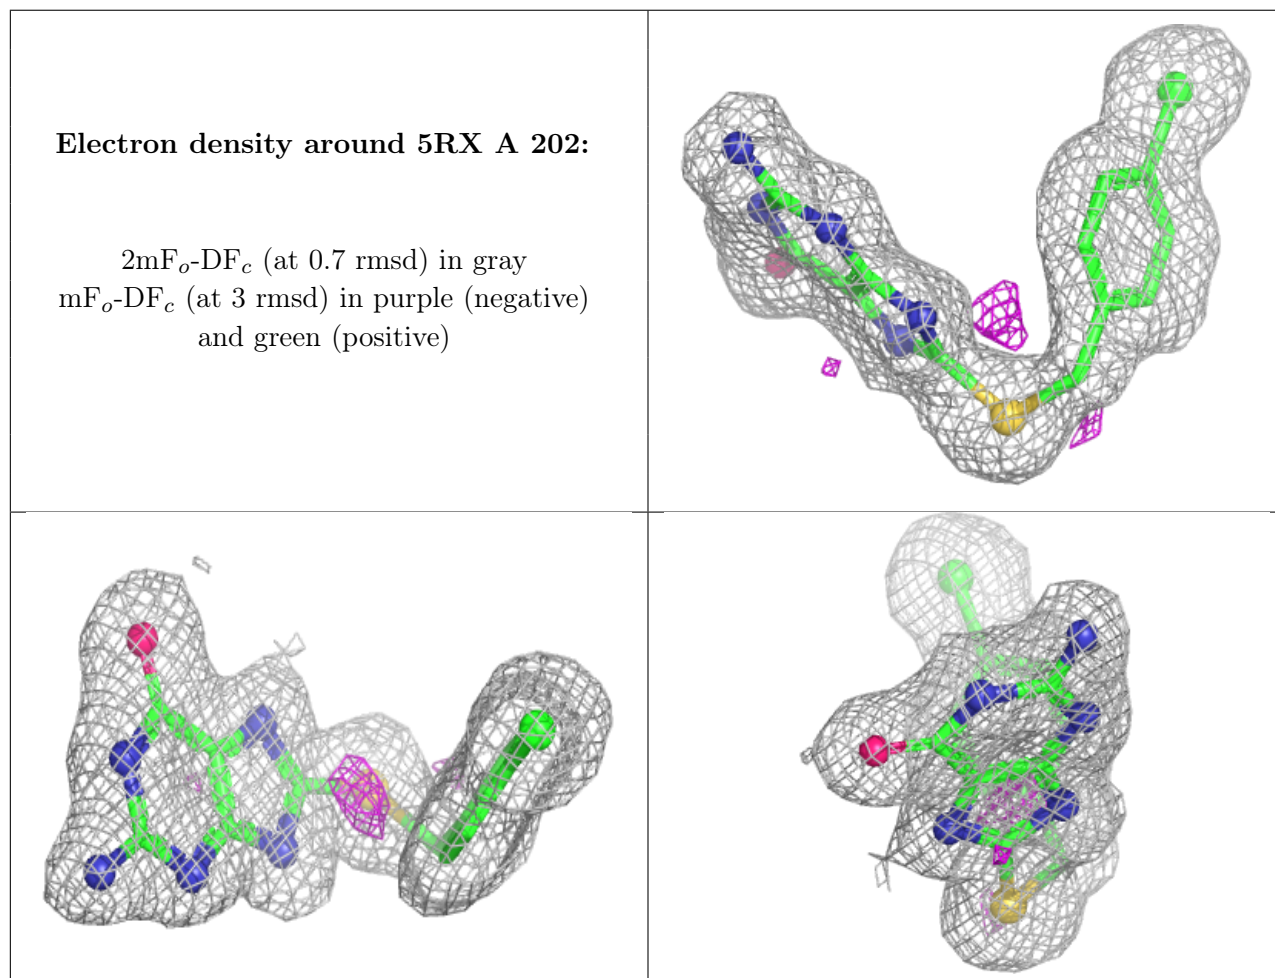 Electron density around 5RX A 202:
2mFo-DFc (at 0.7 rmsd) in gray
mFo-DFc (at 3 rmsd) in purple (negative)
and green (positive)